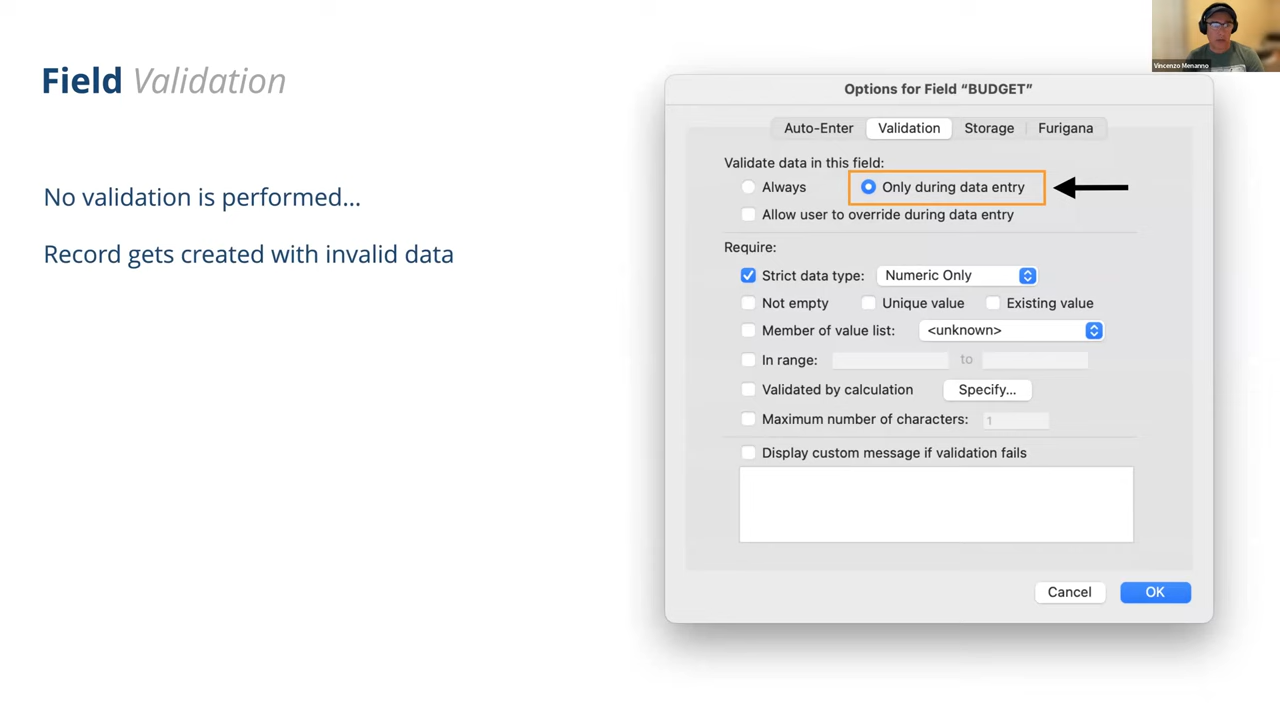 Vincenzo Menanno
Field Validation
No validation is performed...
Record gets created with invalid data
Options for Field “BUDGET”
Auto-Enter Validation Storage Furigana
Validate data in this field:
Always Only during data entry
Allow user to override during data entry
Require:
Strict data type: Numeric Only
Not empty Unique value Existing value
Member of value list: <unknown>
In range: to
Validated by calculation Specify...
Maximum number of characters: 1
Display custom message if validation fails
Cancel OK